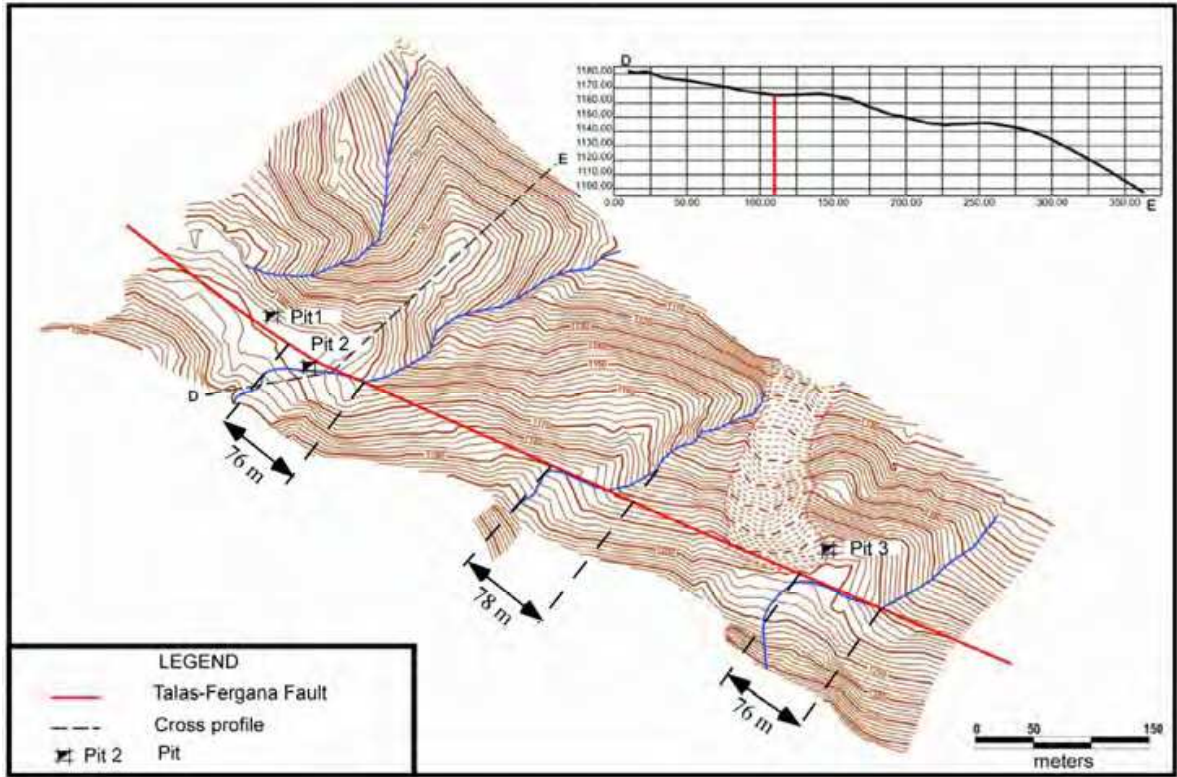 D
1180.00
1170.00
1160.00
1150.00
1140.00
1130.00
1120.00
1110.00
1100.00
0.00 50.00 100.00 150.00 200.00 250.00 300.00 350.00
E
E
Pit1
Pit 2
D
76 m
78 m
Pit 3
76 m
LEGEND
Talas-Fergana Fault
Cross profile
Pit 2 Pit
0 50 150
meters